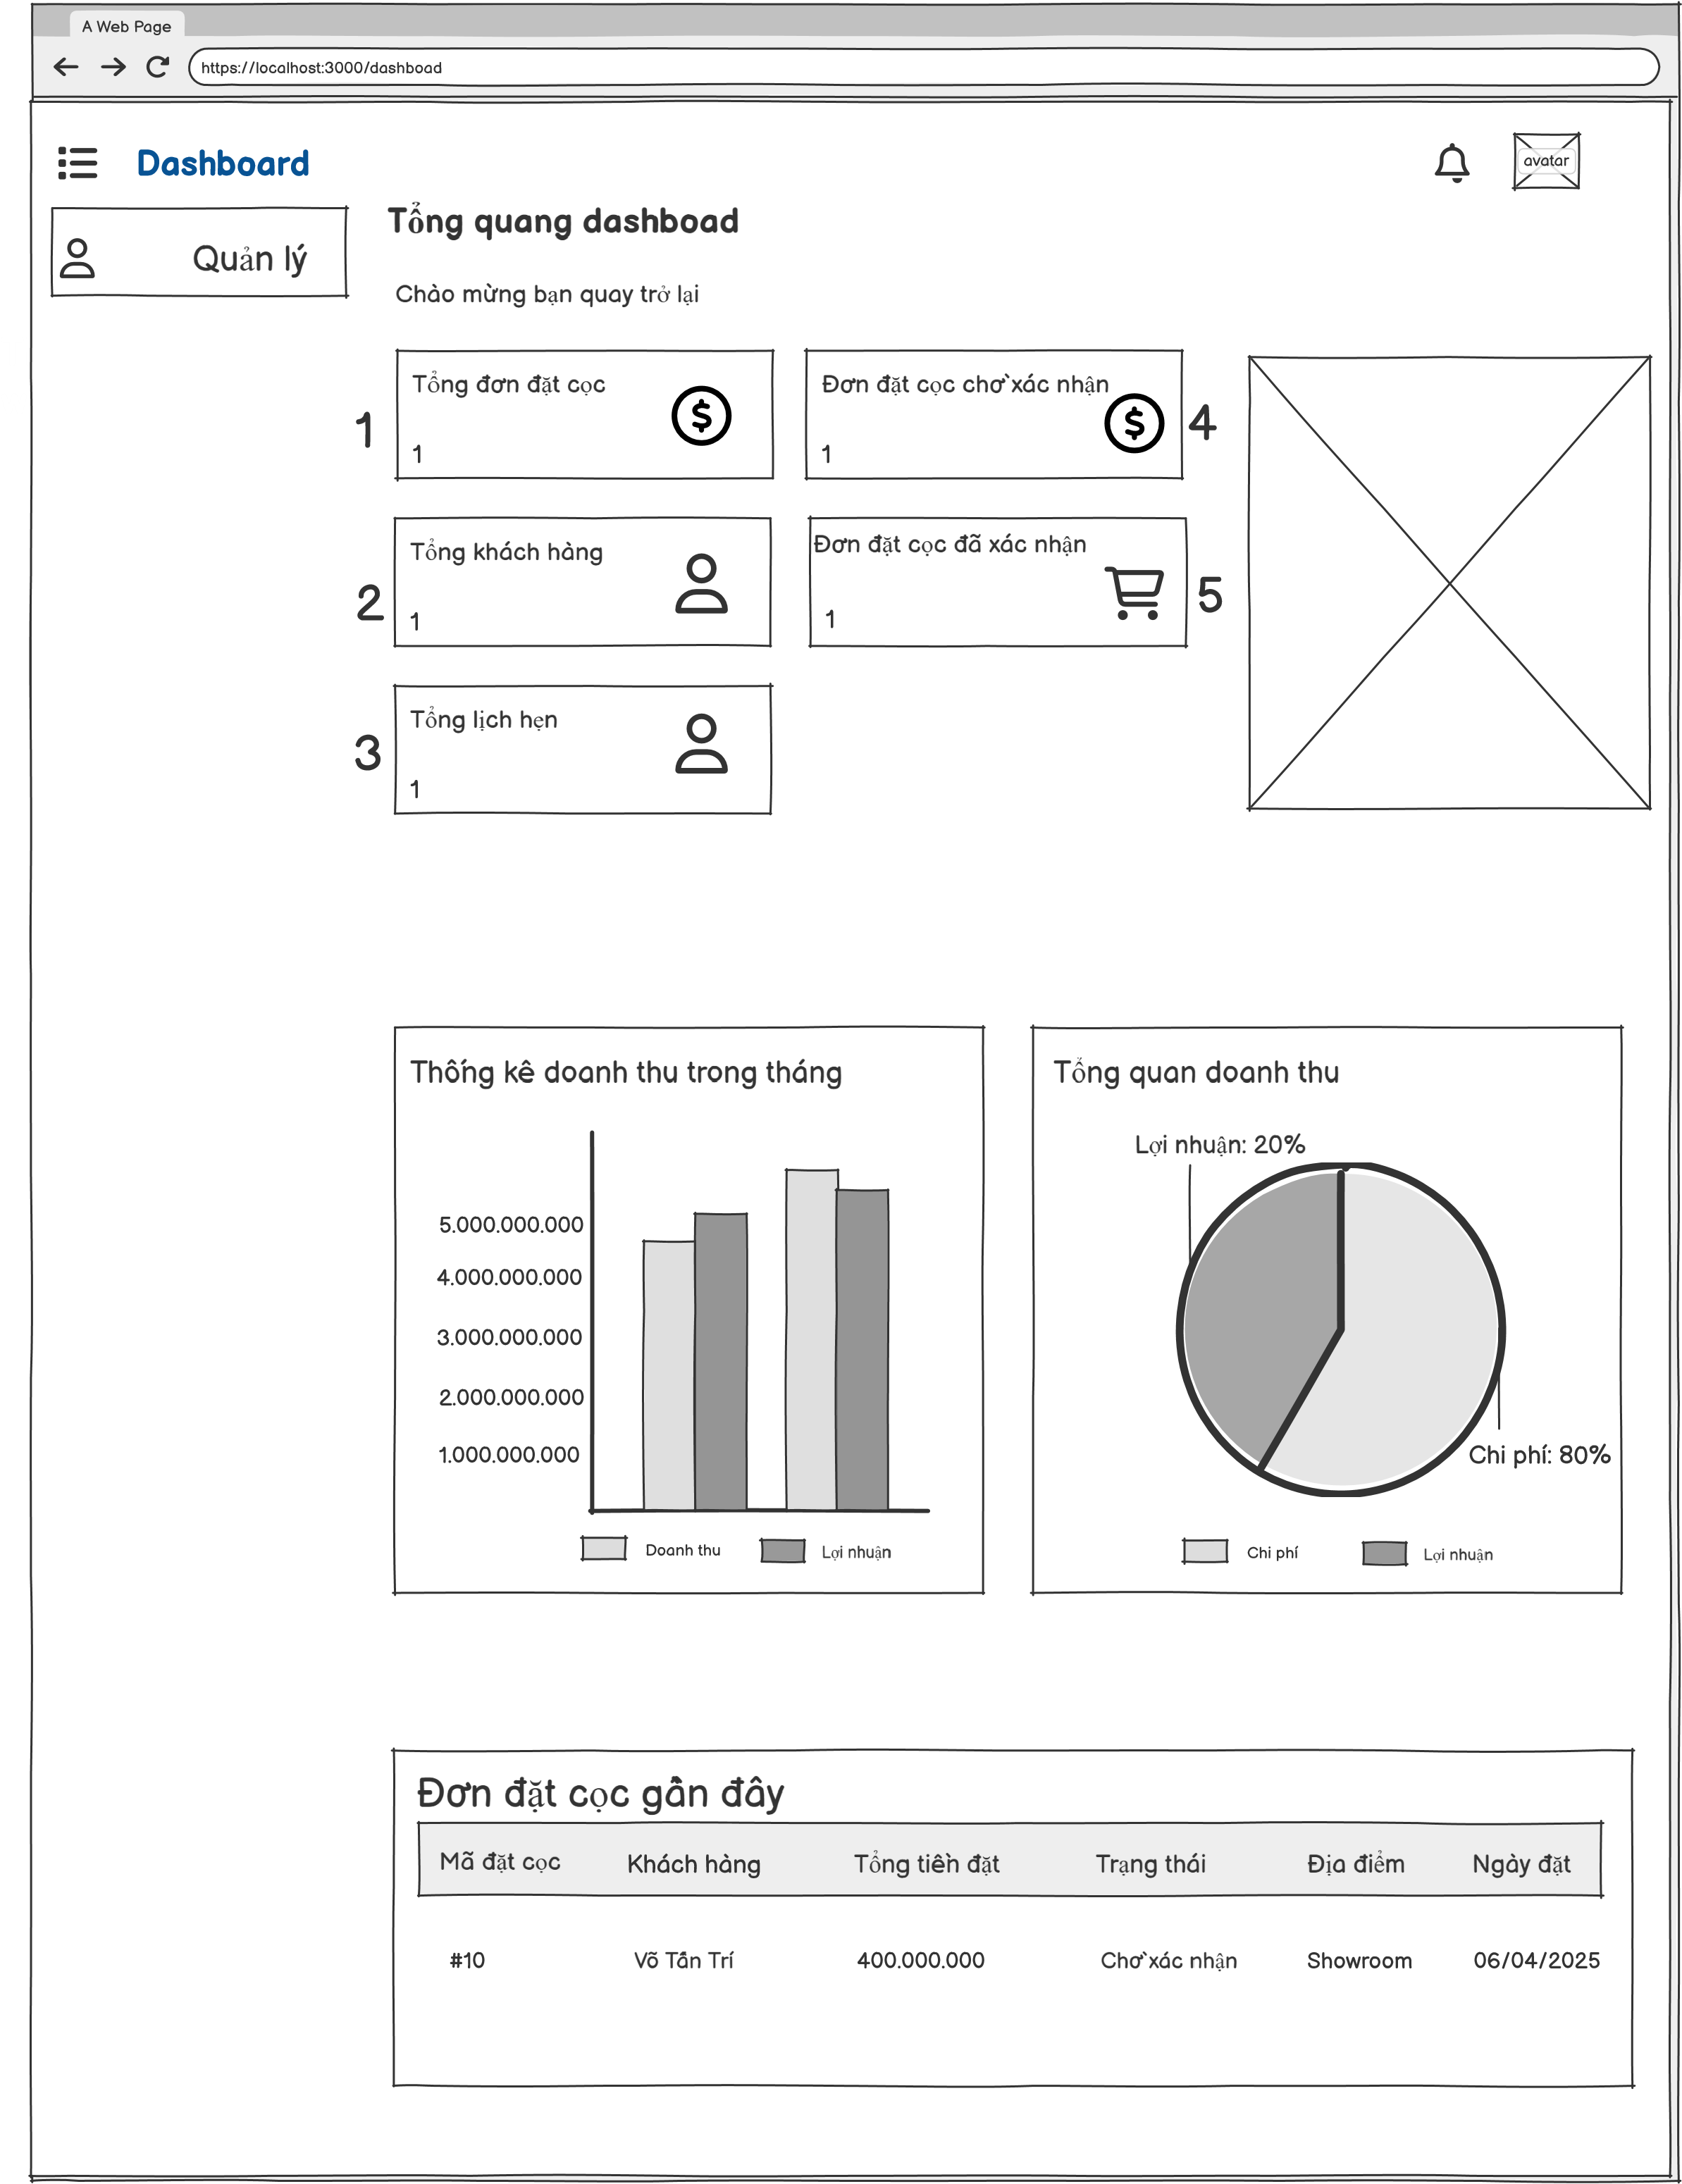 A Web Page
https://localhost:3000/dashboad
Dashboard
avatar
Quản lý
Tổng quang dashboad
Chào mừng bạn quay trở lại
1
Tổng đơn đặt cọc
1
Đơn đặt cọc chờ xác nhận
1
4
2
Tổng khách hàng
1
Đơn đặt cọc đã xác nhận
1
5
3
Tổng lịch hẹn
1
Thống kê doanh thu trong tháng
5.000.000.000
4.000.000.000
3.000.000.000
2.000.000.000
1.000.000.000
Doanh thu
Lợi nhuận
Tổng quan doanh thu
Lợi nhuận: 20%
Chi phí: 80%
Chi phí
Lợi nhuận
Đơn đặt cọc gần đây
Mã đặt cọc Khách hàng Tổng tiền đặt Trạng thái Địa điểm Ngày đặt
#10 Võ Tấn Trí 400.000.000 Chờ xác nhận Showroom 06/04/2025